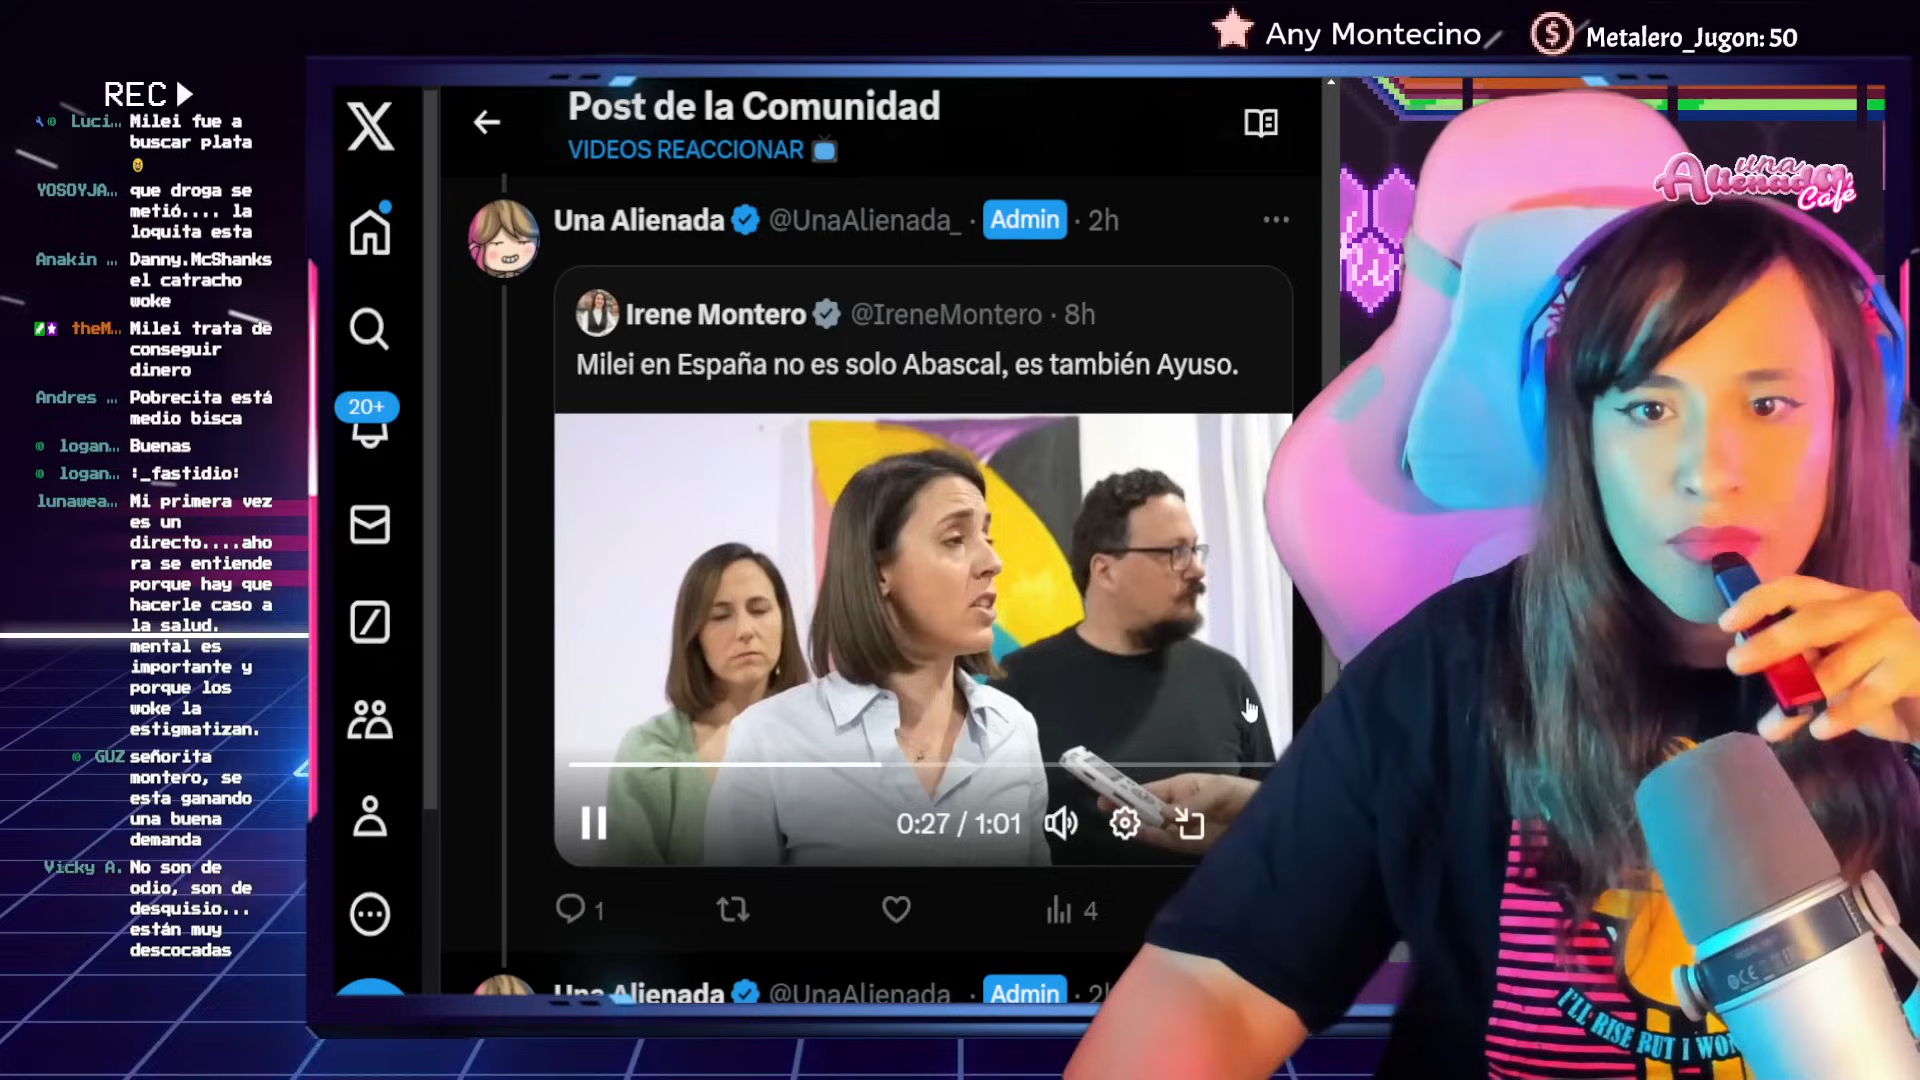 Any Montecino
Metalero_Jugon: 50
REC
Luci... Milei fue a
buscar plata
YOSOYJA... que droga se
metió.... la
loquita esta
Anakin ... Danny.McShanks
el catracho
woke
theM... Milei trata de
conseguir
dinero
Andres ... Pobrecita está
medio bisca
logan... Buenas
logan... :_fastidio:
lunawea... Mi primera vez
es un
directo....aho
ra se entiende
porque hay que
hacerle caso a
la salud.
mental es
importante y
porque los
woke la
estigmatizan.
GUZ señorita
montero, se
esta ganando
una buena
demanda
Vicky A. No son de
odio, son de
desquisio...
están muy
descocadas
20+
Post de la Comunidad
VIDEOS REACCIONAR
Una Alienada @UnaAlienada_ · Admin · 2h
Irene Montero @IreneMontero · 8h
Milei en España no es solo Abascal, es también Ayuso.
0:27 / 1:01
1
4
Una Alienada @UnaAlienada_ · Admin · 2h
una
Alienada
Café
I'LL RISE BUT I